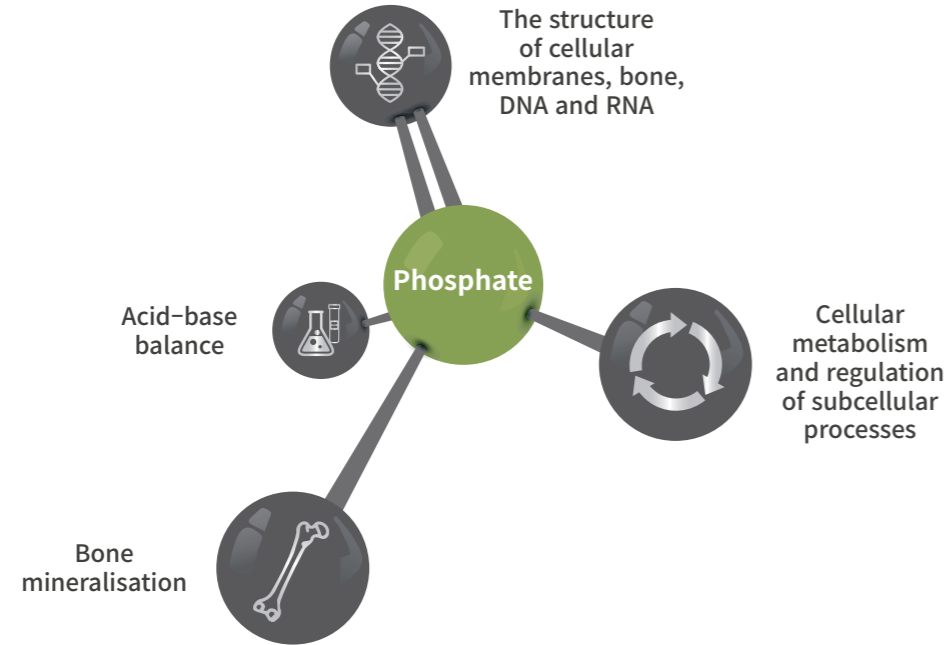 The structure
of cellular
membranes, bone,
DNA and RNA
Phosphate
Acid–base
balance
Cellular
metabolism
and regulation
of subcellular
processes
Bone
mineralisation